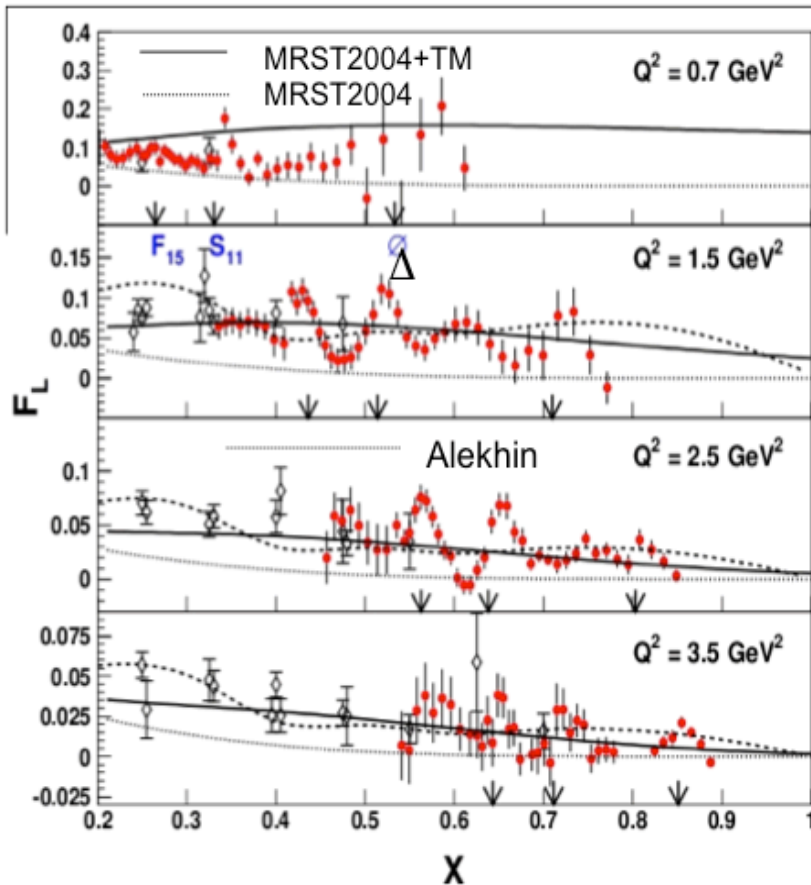 0.4
MRST2004+TM
Q² = 0.7 GeV²
0.3
MRST2004
0.2
0.1
0
F₁₅ S₁₁ ∅
Δ
Q² = 1.5 GeV²
0.15
0.1
0.05
0
F_L
Alekhin
Q² = 2.5 GeV²
0.1
0.05
0
0.075
Q² = 3.5 GeV²
0.05
0.025
0
-0.025
0.2 0.3 0.4 0.5 0.6 0.7 0.8 0.9 1
X